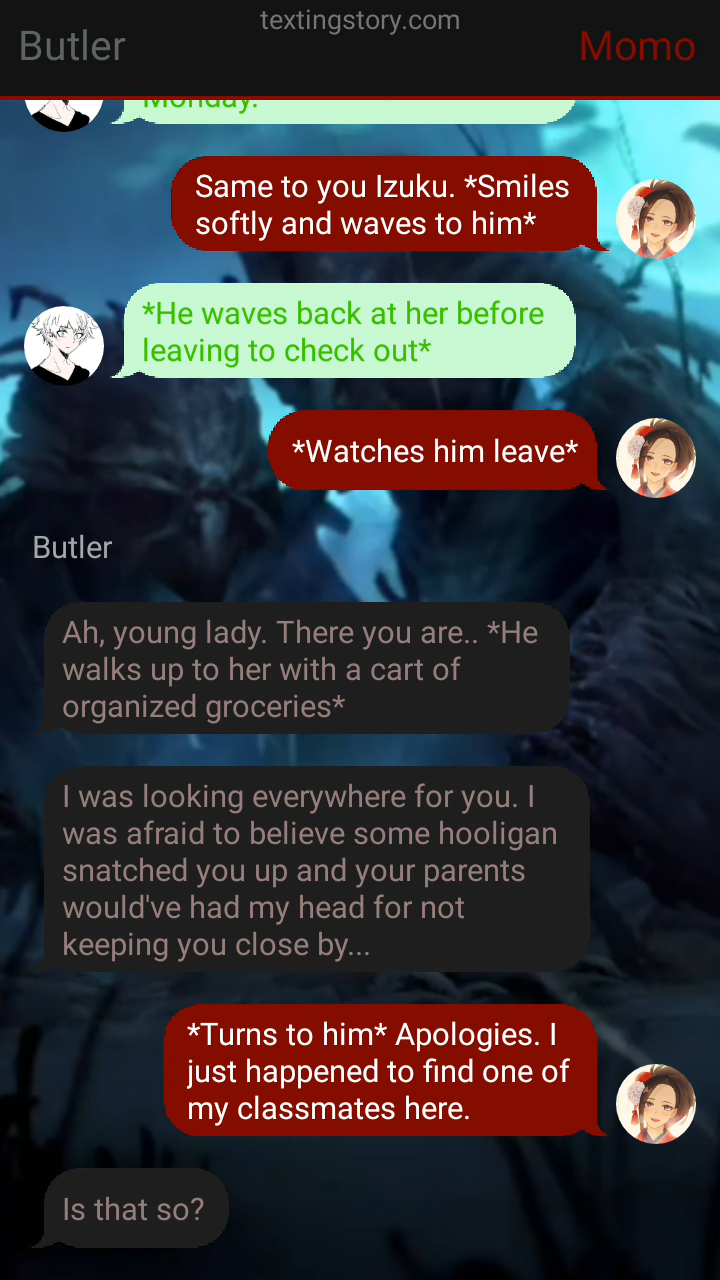 textingstory.com
Butler
Momo
Monday.
Same to you Izuku. *Smiles
softly and waves to him*
*He waves back at her before
leaving to check out*
*Watches him leave*
Butler
Ah, young lady. There you are.. *He
walks up to her with a cart of
organized groceries*
I was looking everywhere for you. I
was afraid to believe some hooligan
snatched you up and your parents
would've had my head for not
keeping you close by...
*Turns to him* Apologies. I
just happened to find one of
my classmates here.
Is that so?